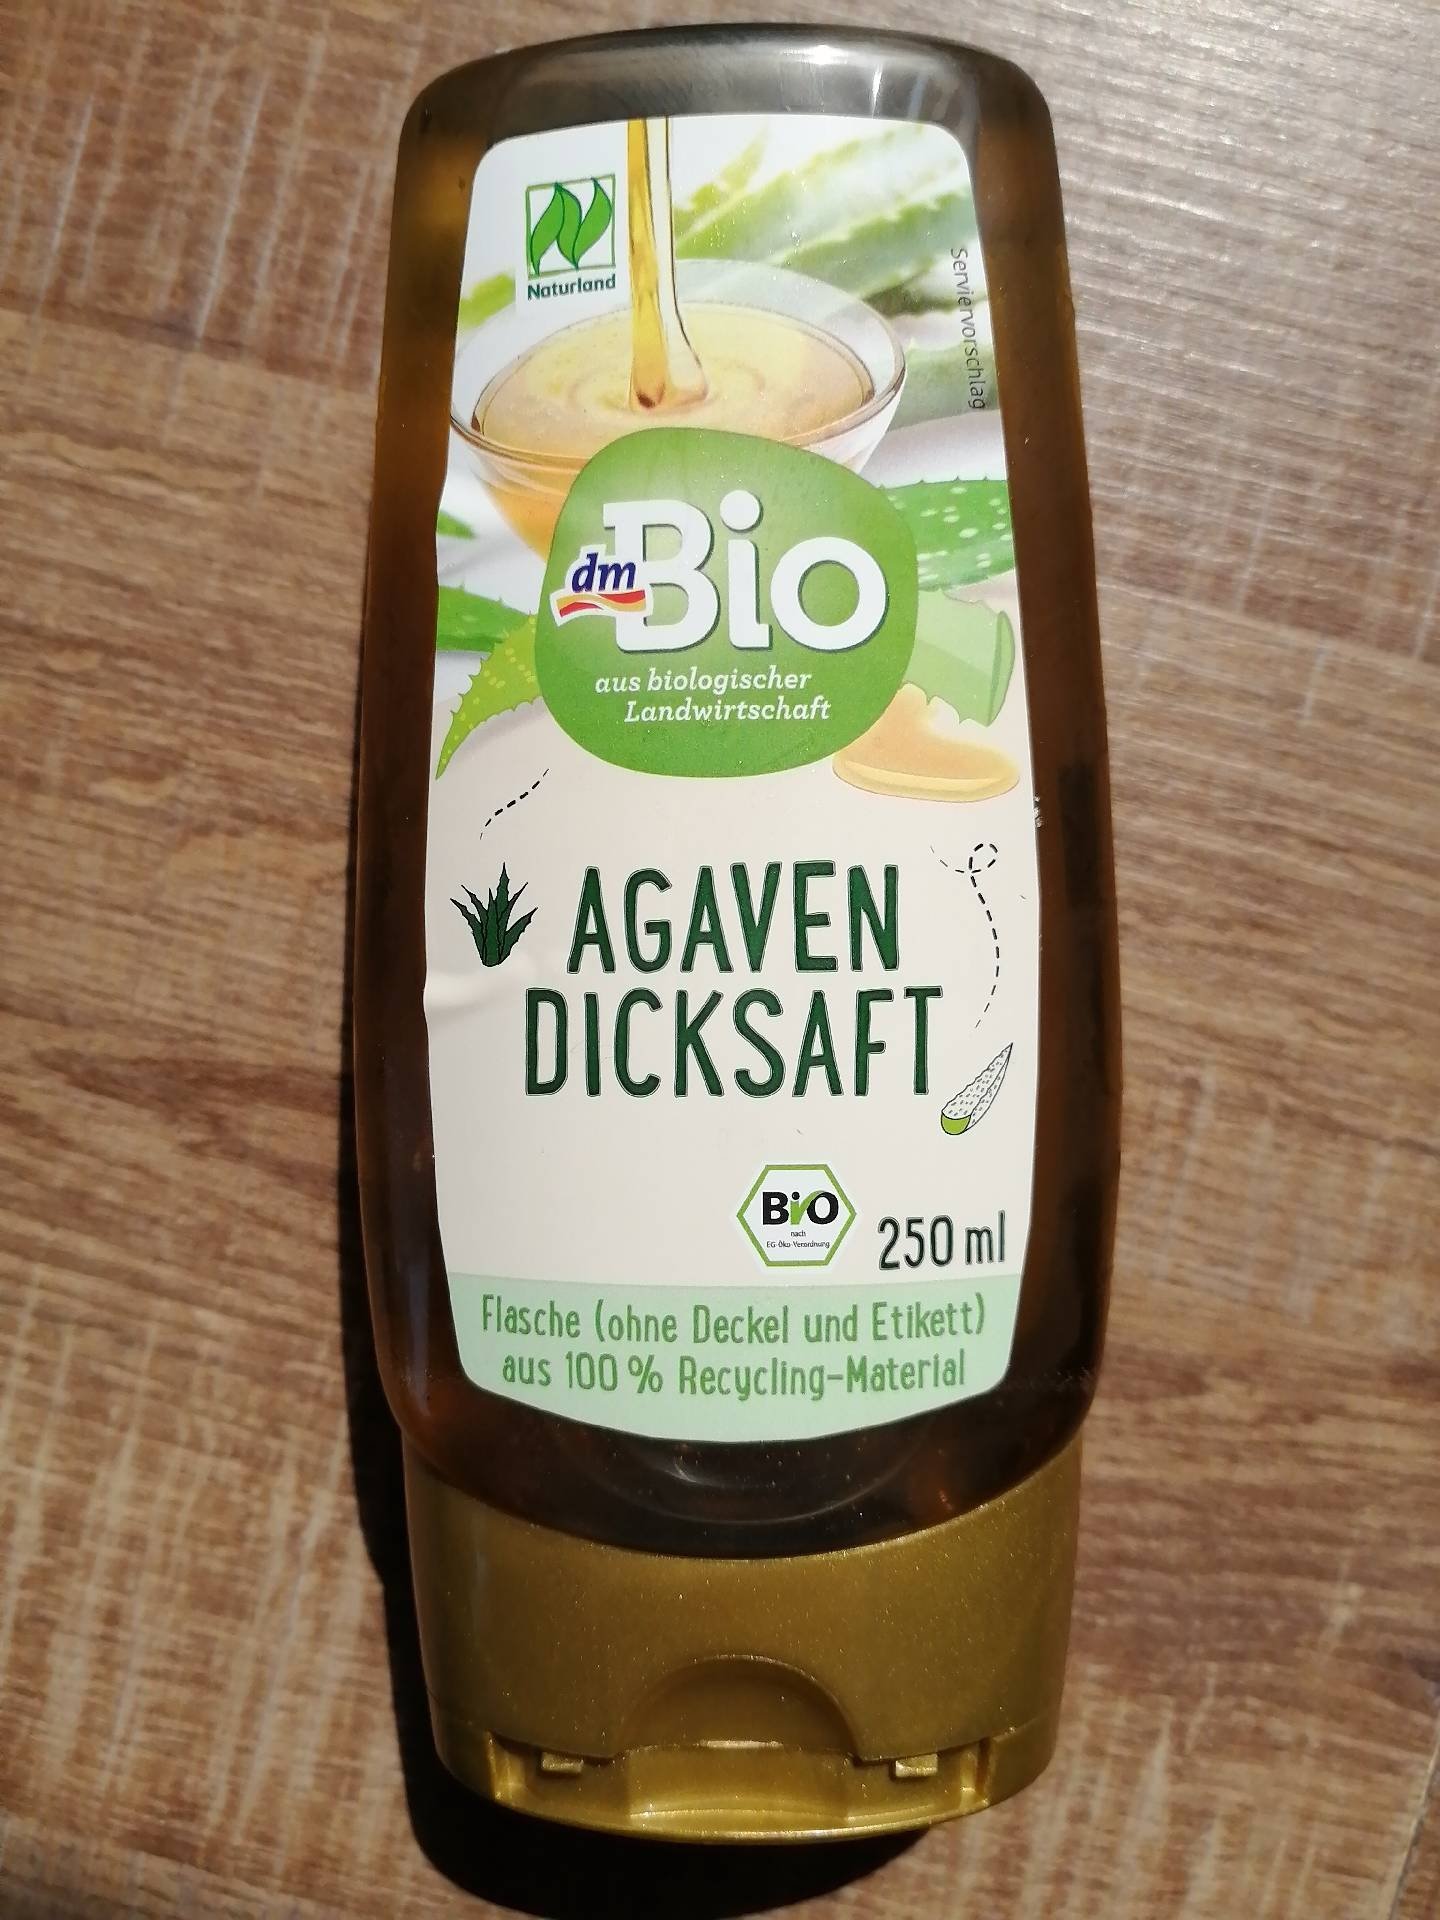 Naturland
Serviervorschlag
dm
Bio
aus biologischer
Landwirtschaft
AGAVEN
DICKSAFT
Bio
nach
EG-Öko-Verordnung
250 ml
Flasche (ohne Deckel und Etikett)
aus 100 % Recycling-Material